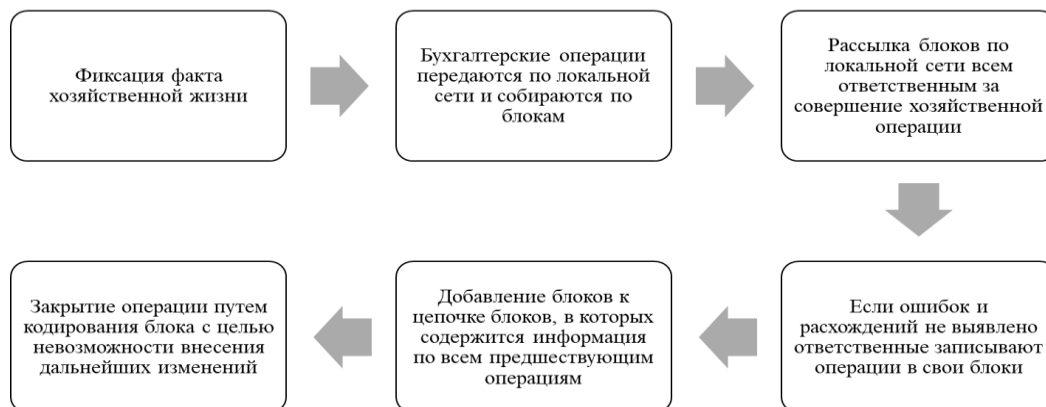 Фиксация факта
хозяйственной жизни
Бухгалтерские операции
передаются по локальной
сети и собираются по
блокам
Рассылка блоков по
локальной сети всем
ответственным за
совершение хозяйственной
операции
Если ошибок и
расхождений не выявлено
ответственные записывают
операции в свои блоки
Добавление блоков к
цепочке блоков, в которых
содержится информация
по всем предшествующим
операциям
Закрытие операции путем
кодирования блока с целью
невозможности внесения
дальнейших изменений